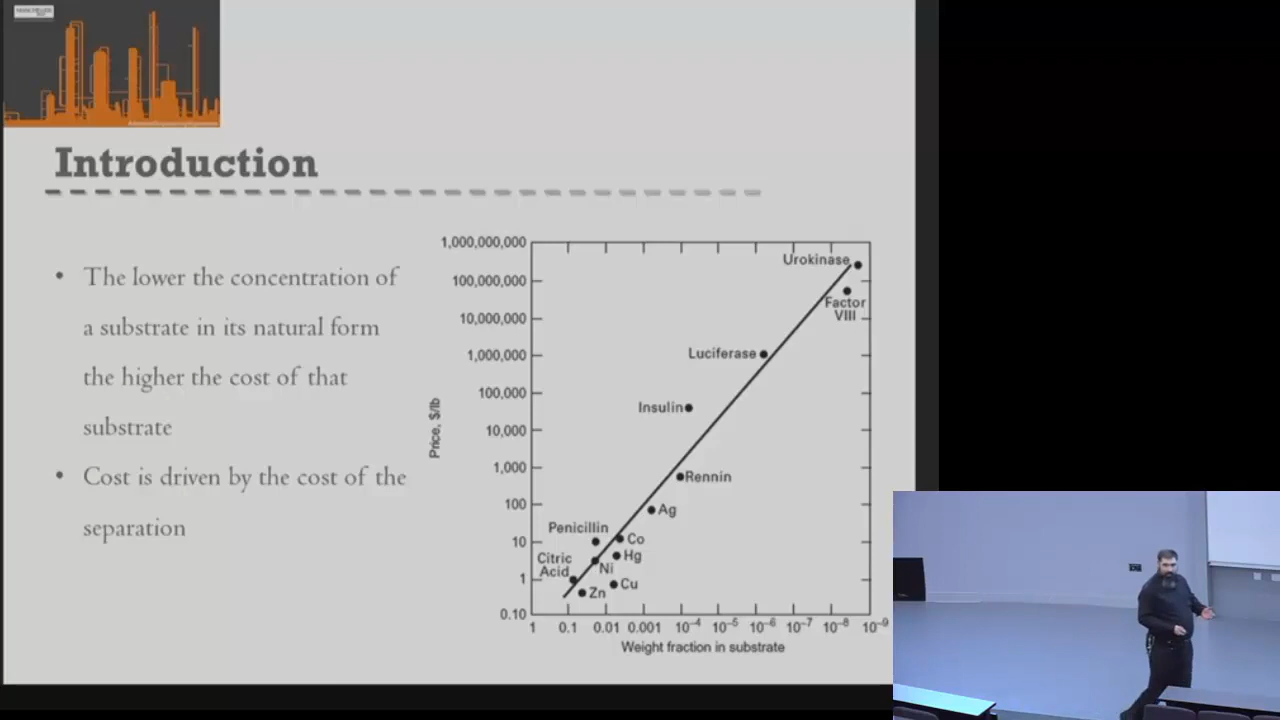 Introduction
• The lower the concentration of
a substrate in its natural form
the higher the cost of that
substrate
• Cost is driven by the cost of the
separation
1,000,000,000
100,000,000
10,000,000
1,000,000
100,000
10,000
1,000
100
10
1
0.10
Price, $/lb
Urokinase
Factor
VIII
Luciferase
Insulin
Rennin
Ag
Penicillin
Co
Hg
Citric
Acid
Ni
Cu
Zn
1 0.1 0.01 0.001 10⁻⁴ 10⁻⁵ 10⁻⁶ 10⁻⁷ 10⁻⁸ 10⁻⁹
Weight fraction in substrate